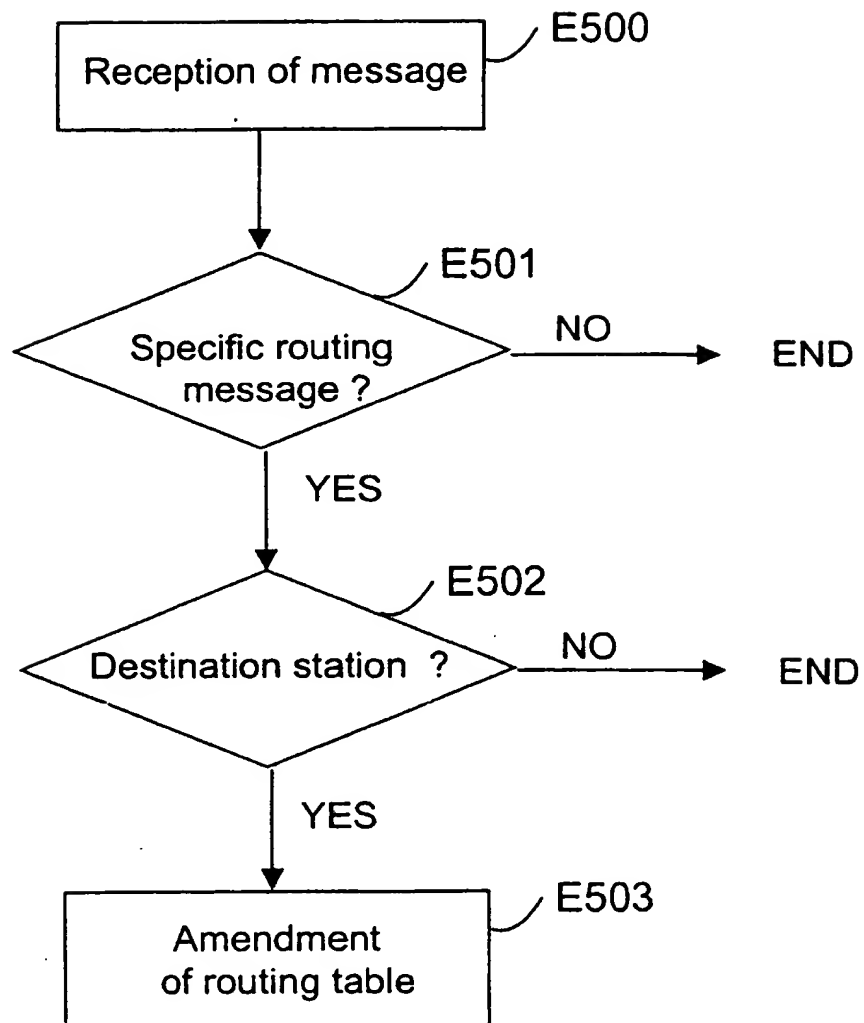 E500
Reception of message
E501
Specific routing
message ?
NO
END
YES
E502
Destination station ?
NO
END
YES
E503
Amendment
of routing table